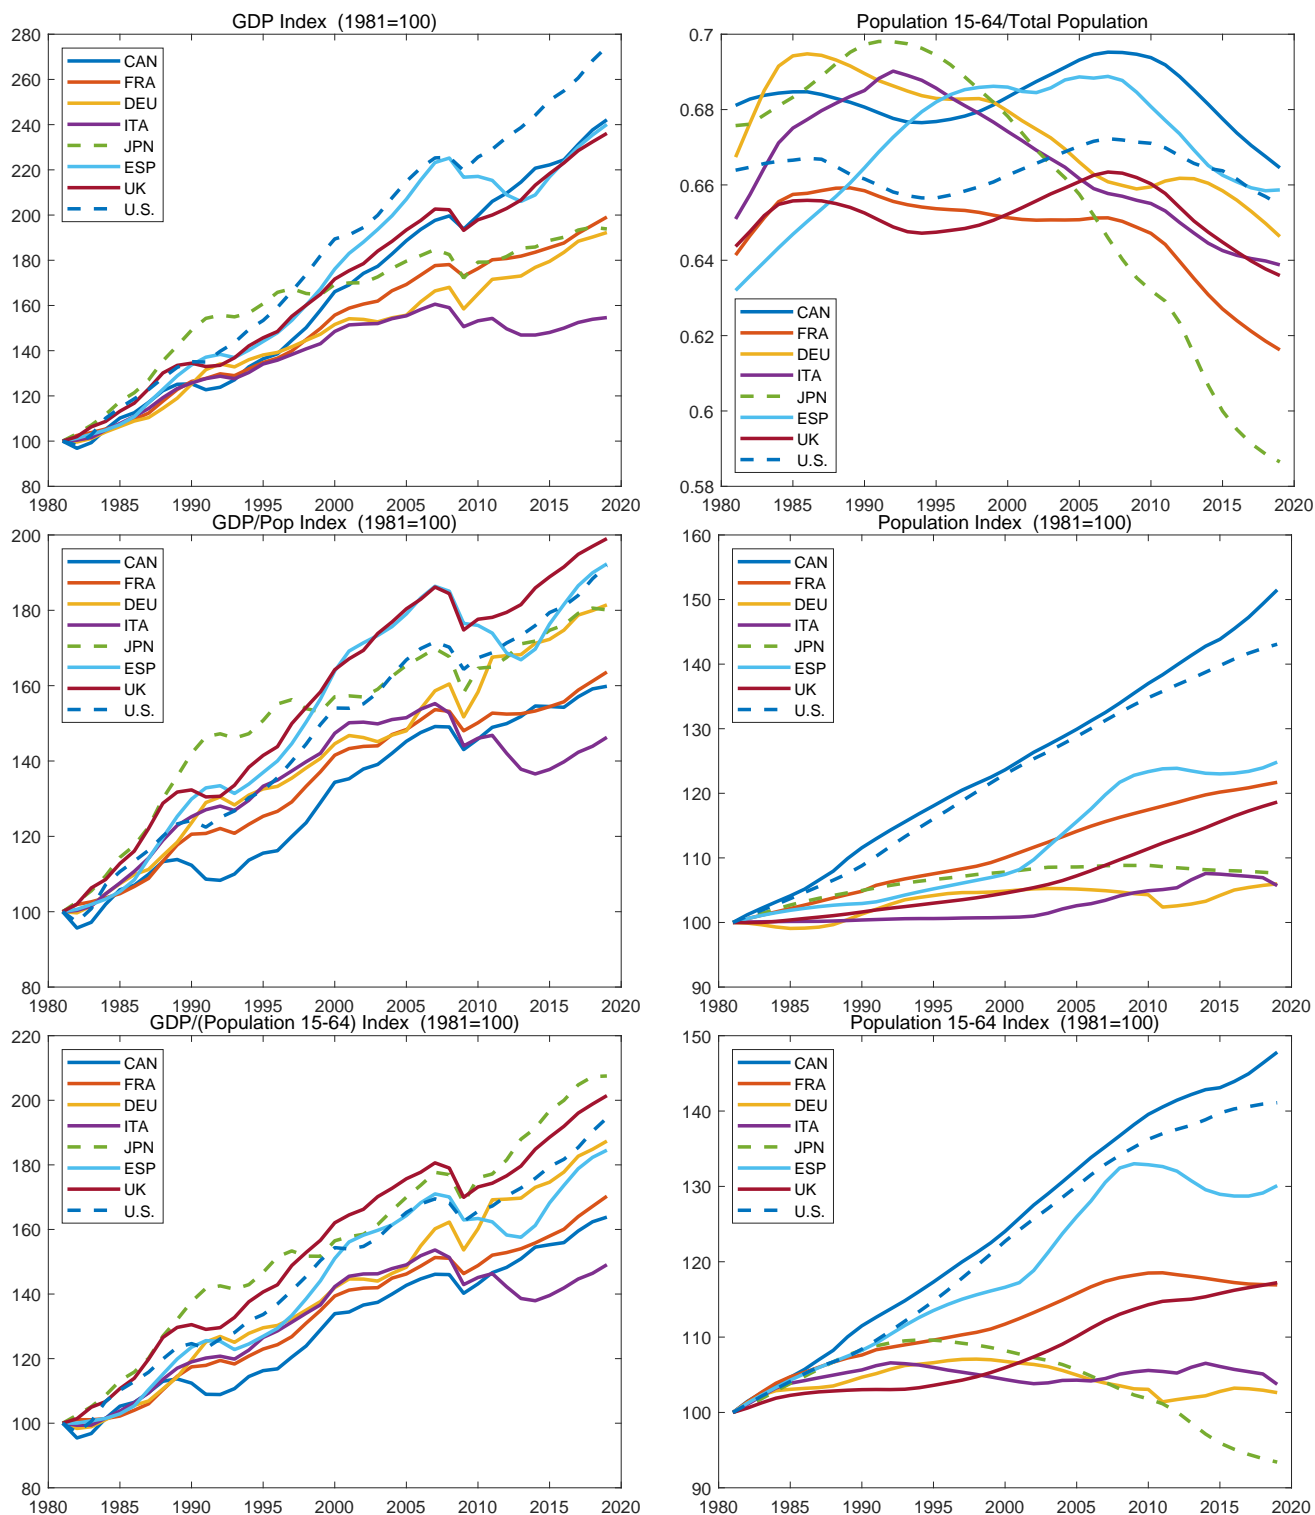 GDP Index (1981=100)
280
260
240
220
200
180
160
140
120
100
80
CAN
FRA
DEU
ITA
JPN
ESP
UK
U.S.
1980 1985 1990 1995 2000 2005 2010 2015 2020
Population 15-64/Total Population
0.7
0.68
0.66
0.64
0.62
0.6
0.58
CAN
FRA
DEU
ITA
JPN
ESP
UK
U.S.
1980 1985 1990 1995 2000 2005 2010 2015 2020
GDP/Pop Index (1981=100)
200
180
160
140
120
100
80
CAN
FRA
DEU
ITA
JPN
ESP
UK
U.S.
1980 1985 1990 1995 2000 2005 2010 2015 2020
Population Index (1981=100)
160
150
140
130
120
110
100
90
CAN
FRA
DEU
ITA
JPN
ESP
UK
U.S.
1980 1985 1990 1995 2000 2005 2010 2015 2020
GDP/(Population 15-64) Index (1981=100)
220
200
180
160
140
120
100
80
CAN
FRA
DEU
ITA
JPN
ESP
UK
U.S.
1980 1985 1990 1995 2000 2005 2010 2015 2020
Population 15-64 Index (1981=100)
150
140
130
120
110
100
90
CAN
FRA
DEU
ITA
JPN
ESP
UK
U.S.
1980 1985 1990 1995 2000 2005 2010 2015 2020